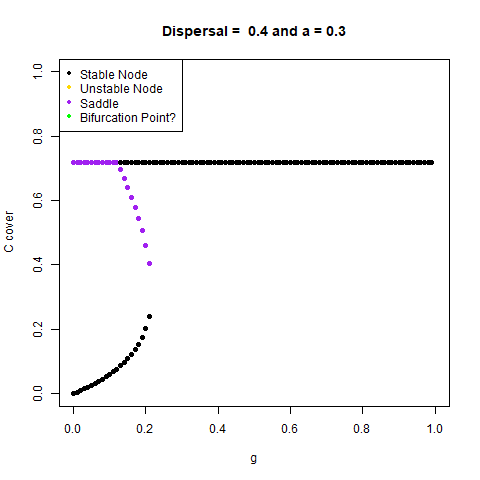 Dispersal =  0.4 and a = 0.3
Stable Node
Unstable Node
Saddle
Bifurcation Point?
C cover
1.0
0.8
0.6
0.4
0.2
0.0
0.0 0.2 0.4 0.6 0.8 1.0
g